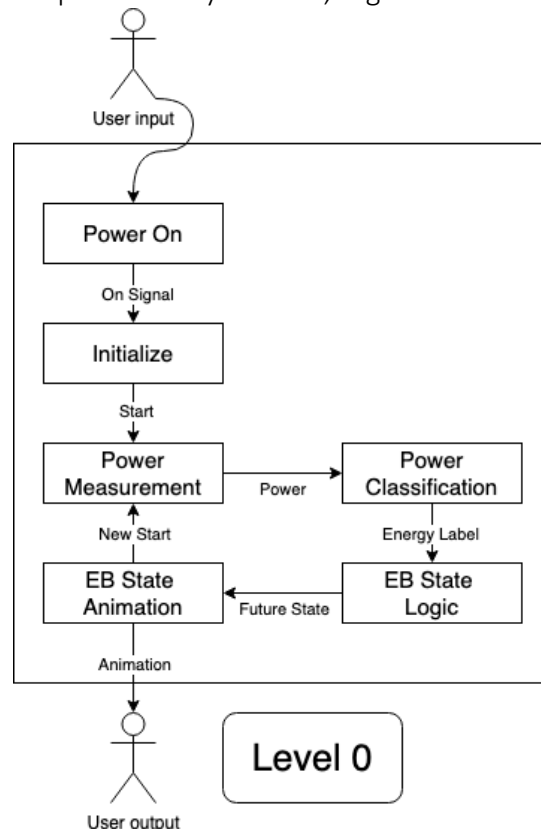 User input
Power On
On Signal
Initialize
Start
Power
Measurement
Power
Power
Classification
New Start
Energy Label
EB State
Animation
Future State
EB State
Logic
Animation
Level 0
User output